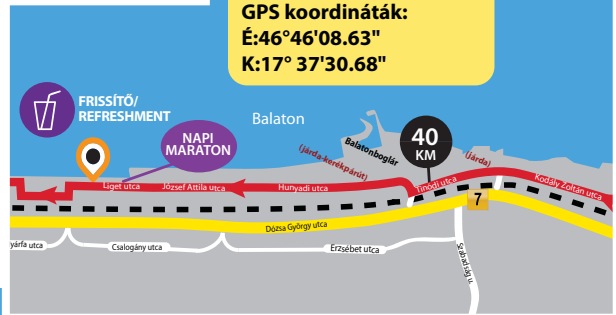 GPS koordináták:
É:46°46'08.63"
K:17° 37'30.68"
FRISSÍTŐ/
REFRESHMENT
NAPI
MARATON
Balaton
Balatonboglár
(járda-kerékpárút)
40
KM
(járda)
Liget utca
József Attila utca
Hunyadi utca
Tinódi utca
Kodály Zoltán utca
7
Dózsa György utca
yárfa utca
Csalogány utca
Erzsébet utca
Szabadság u.